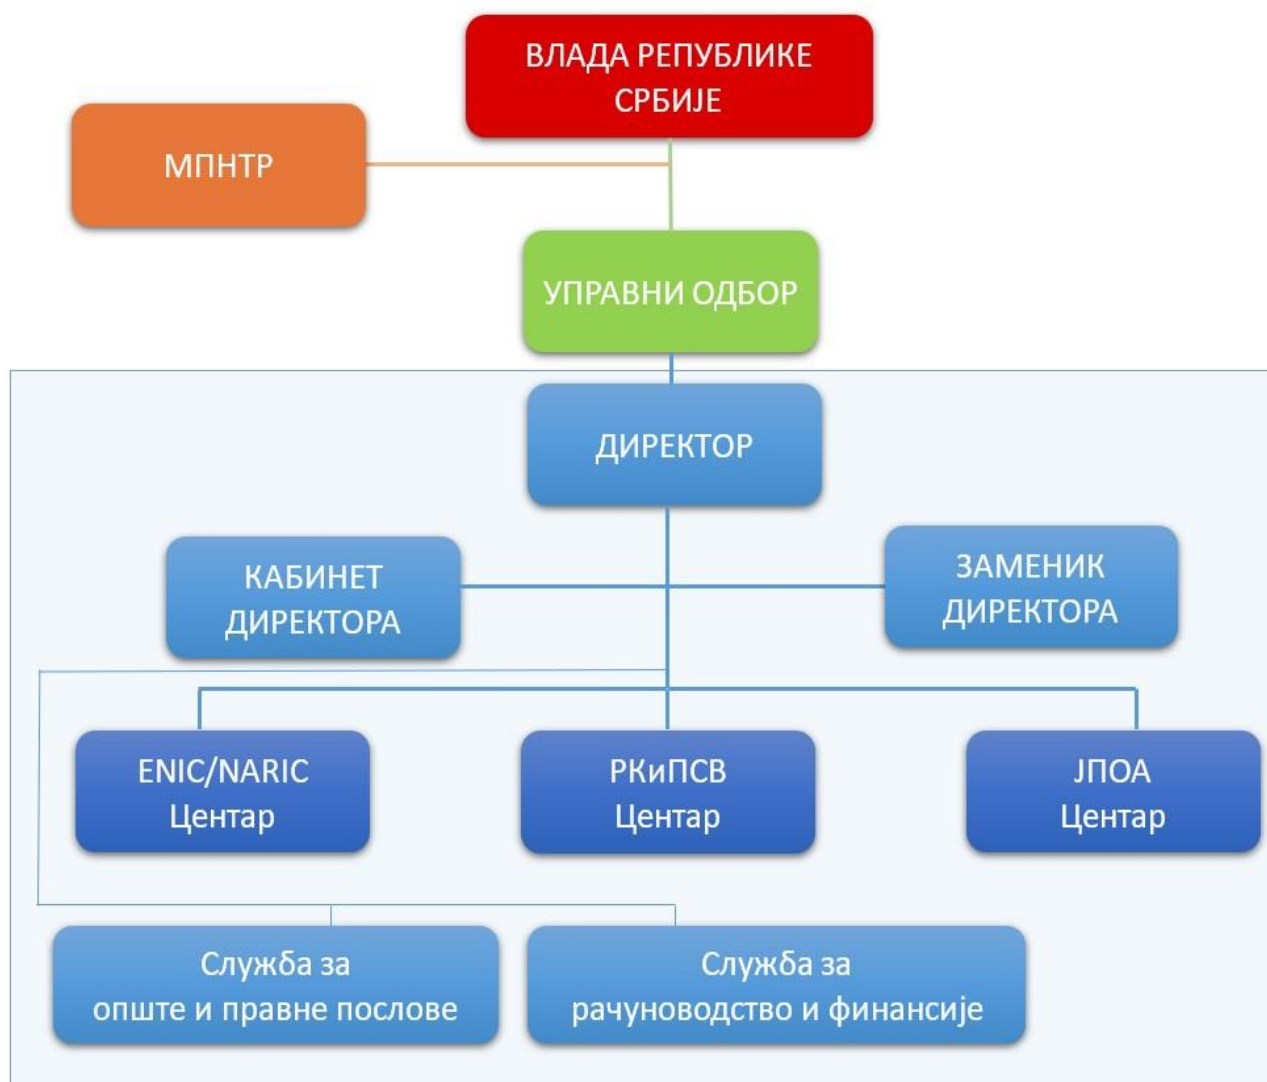 ВЛАДА РЕПУБЛИКЕ
СРБИЈЕ
МПНТР
УПРАВНИ ОДБОР
ДИРЕКТОР
КАБИНЕТ
ДИРЕКТОРА
ЗАМЕНИК
ДИРЕКТОРА
ENIC/NARIC
Центар
РКиПСВ
Центар
ЈПОА
Центар
Служба за
опште и правне послове
Служба за
рачуноводство и финансије